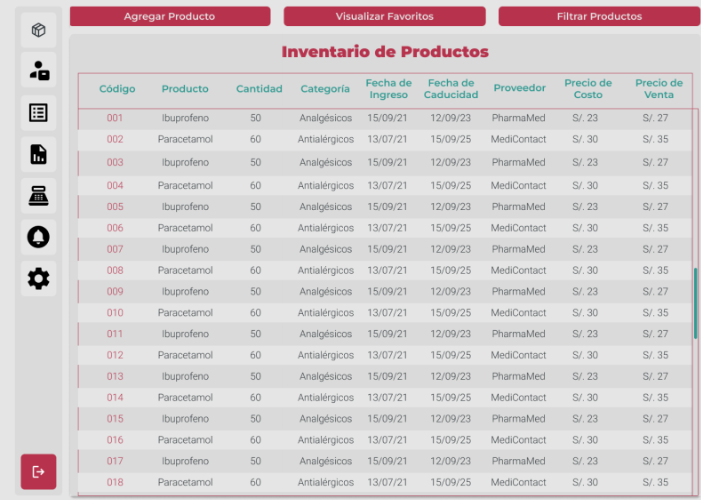 Agregar Producto Visualizar Favoritos Filtrar Productos
Inventario de Productos
Código Producto Cantidad Categoría Fecha de Ingreso Fecha de Caducidad Proveedor Precio de Costo Precio de Venta
001 Ibuprofeno 50 Analgésicos 15/09/21 12/09/23 PharmaMed S/. 23 S/. 27
002 Paracetamol 60 Antialérgicos 13/07/21 15/09/25 MediContact S/. 30 S/. 35
003 Ibuprofeno 50 Analgésicos 15/09/21 12/09/23 PharmaMed S/. 23 S/. 27
004 Paracetamol 60 Antialérgicos 13/07/21 15/09/25 MediContact S/. 30 S/. 35
005 Ibuprofeno 50 Analgésicos 15/09/21 12/09/23 PharmaMed S/. 23 S/. 27
006 Paracetamol 60 Antialérgicos 13/07/21 15/09/25 MediContact S/. 30 S/. 35
007 Ibuprofeno 50 Analgésicos 15/09/21 12/09/23 PharmaMed S/. 23 S/. 27
008 Paracetamol 60 Antialérgicos 13/07/21 15/09/25 MediContact S/. 30 S/. 35
009 Ibuprofeno 50 Analgésicos 15/09/21 12/09/23 PharmaMed S/. 23 S/. 27
010 Paracetamol 60 Antialérgicos 13/07/21 15/09/25 MediContact S/. 30 S/. 35
011 Ibuprofeno 50 Analgésicos 15/09/21 12/09/23 PharmaMed S/. 23 S/. 27
012 Paracetamol 60 Antialérgicos 13/07/21 15/09/25 MediContact S/. 30 S/. 35
013 Ibuprofeno 50 Analgésicos 15/09/21 12/09/23 PharmaMed S/. 23 S/. 27
014 Paracetamol 60 Antialérgicos 13/07/21 15/09/25 MediContact S/. 30 S/. 35
015 Ibuprofeno 50 Analgésicos 15/09/21 12/09/23 PharmaMed S/. 23 S/. 27
016 Paracetamol 60 Antialérgicos 13/07/21 15/09/25 MediContact S/. 30 S/. 35
017 Ibuprofeno 50 Analgésicos 15/09/21 12/09/23 PharmaMed S/. 23 S/. 27
018 Paracetamol 60 Antialérgicos 13/07/21 15/09/25 MediContact S/. 30 S/. 35